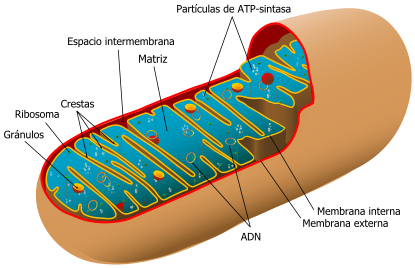 Partículas de ATP-sintasa
Espacio intermembrana
Matriz
Crestas
Ribosoma
Gránulos
Membrana interna
Membrana externa
ADN